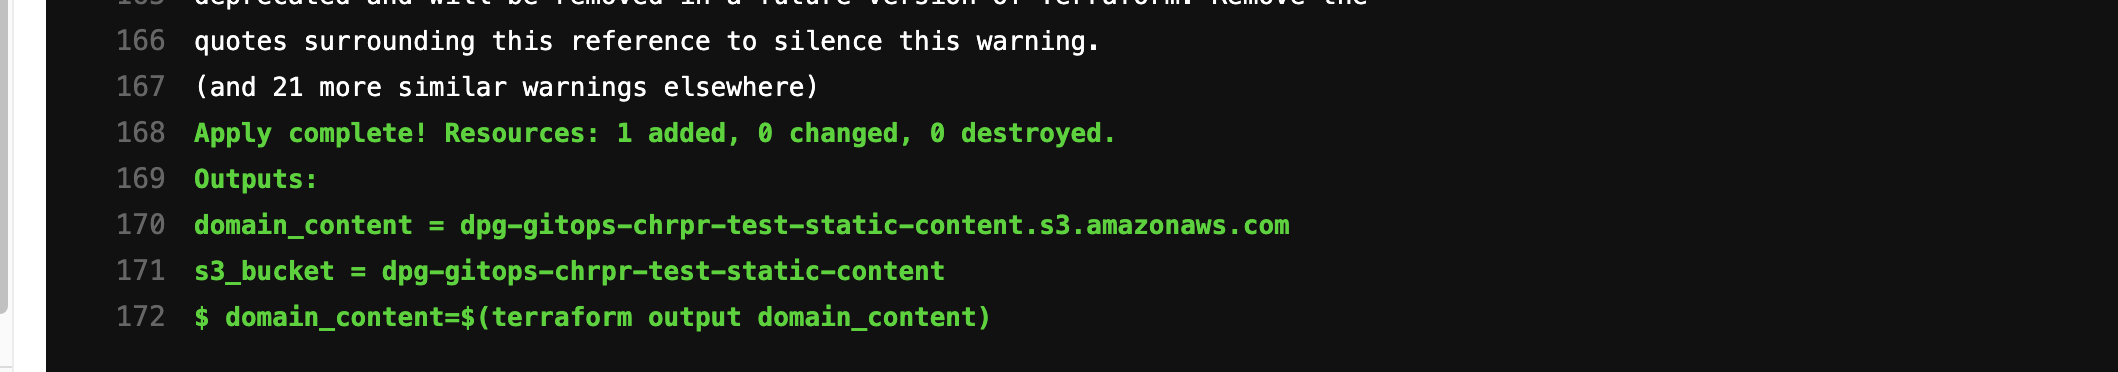 165 deprecated and will be removed in a future version of Terraform. Remove the
166 quotes surrounding this reference to silence this warning.
167 (and 21 more similar warnings elsewhere)
168 Apply complete! Resources: 1 added, 0 changed, 0 destroyed.
169 Outputs:
170 domain_content = dpg-gitops-chrpr-test-static-content.s3.amazonaws.com
171 s3_bucket = dpg-gitops-chrpr-test-static-content
172 $ domain_content=$(terraform output domain_content)